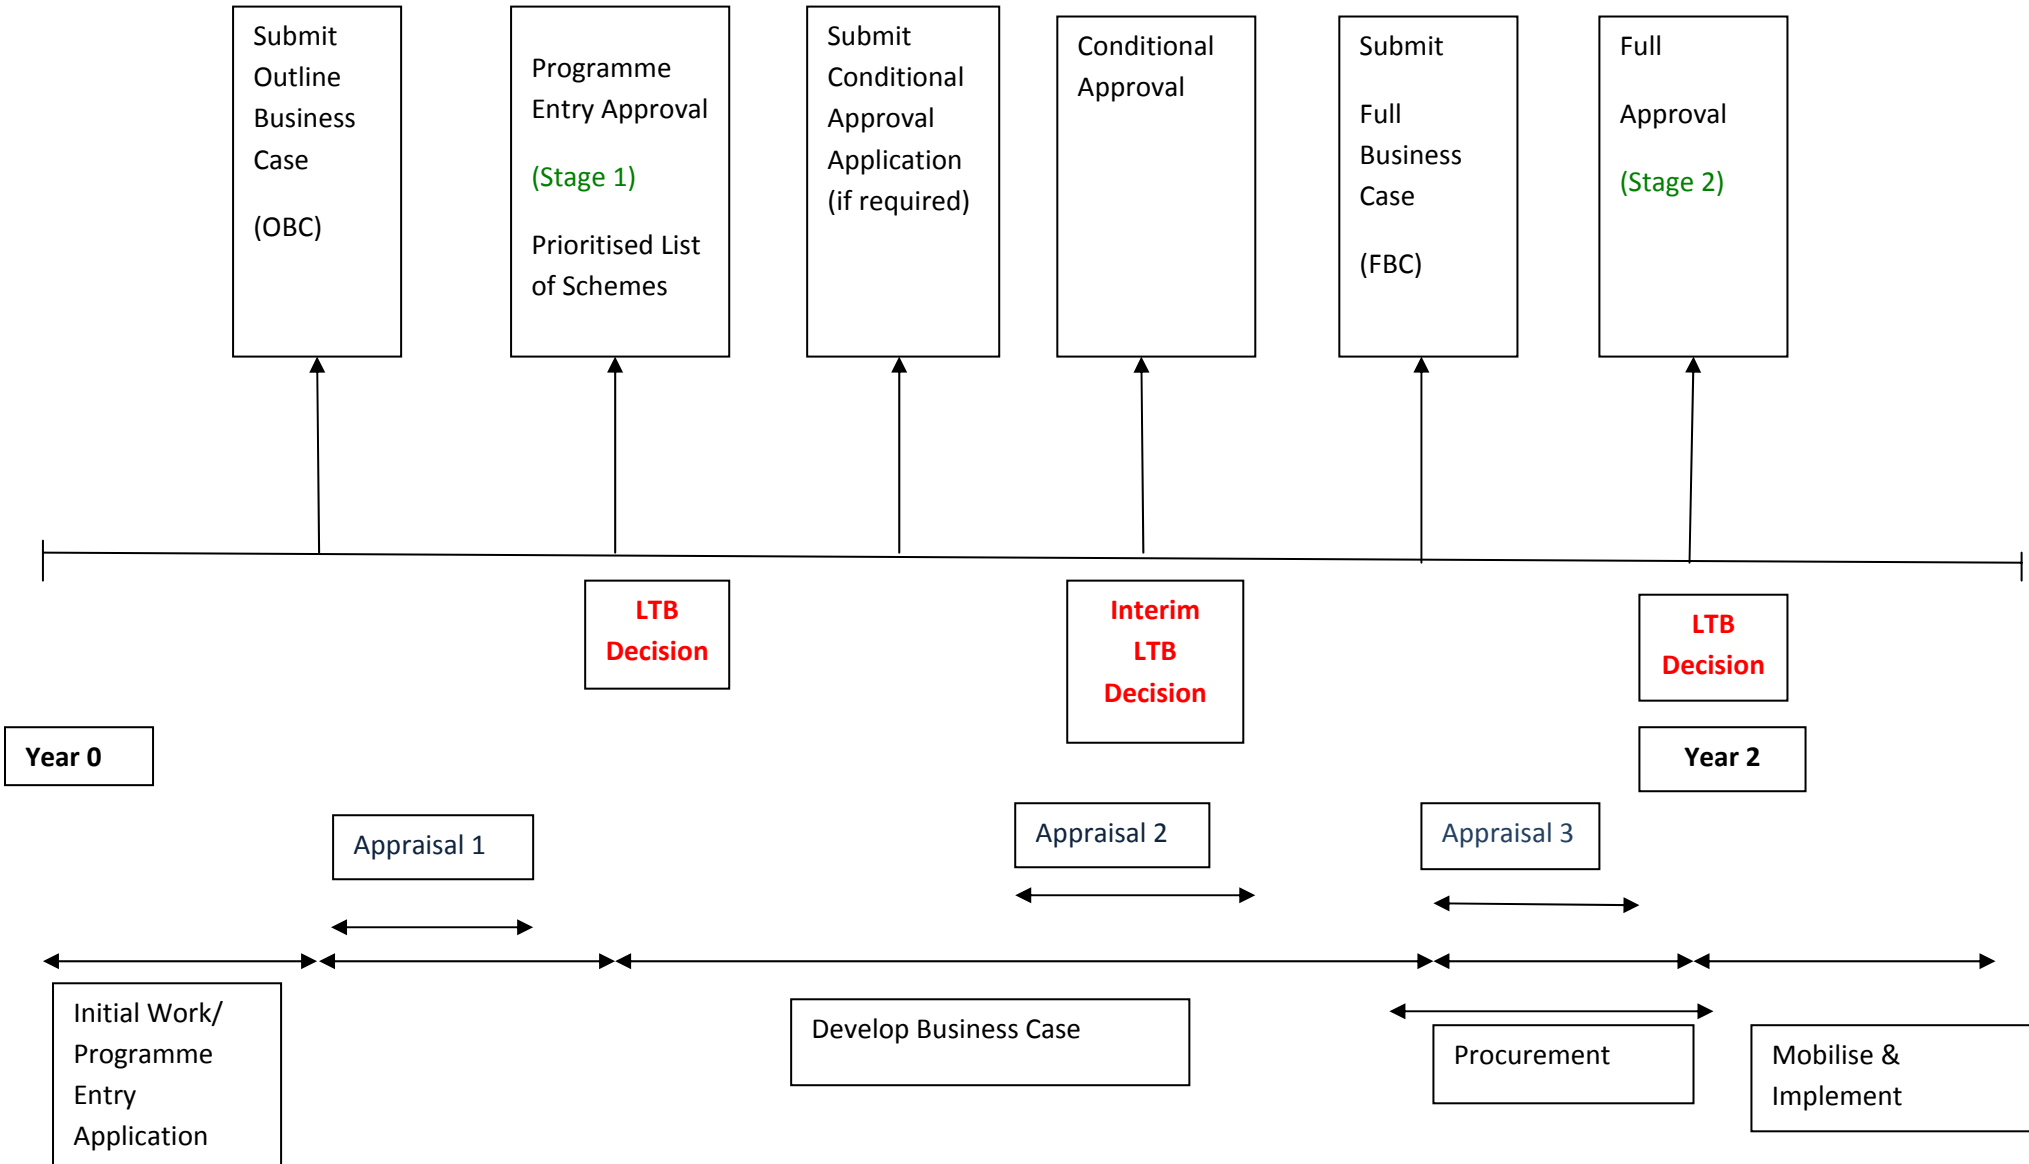 Submit
Outline
Business
Case
(OBC)
Programme
Entry Approval
(Stage 1)
Prioritised List
of Schemes
Submit
Conditional
Approval
Application
(if required)
Conditional
Approval
Submit
Full
Business
Case
(FBC)
Full
Approval
(Stage 2)
LTB
Decision
Interim
LTB
Decision
LTB
Decision
Year 0
Year 2
Appraisal 1
Appraisal 2
Appraisal 3
Initial Work/
Programme
Entry
Application
Develop Business Case
Procurement
Mobilise &
Implement